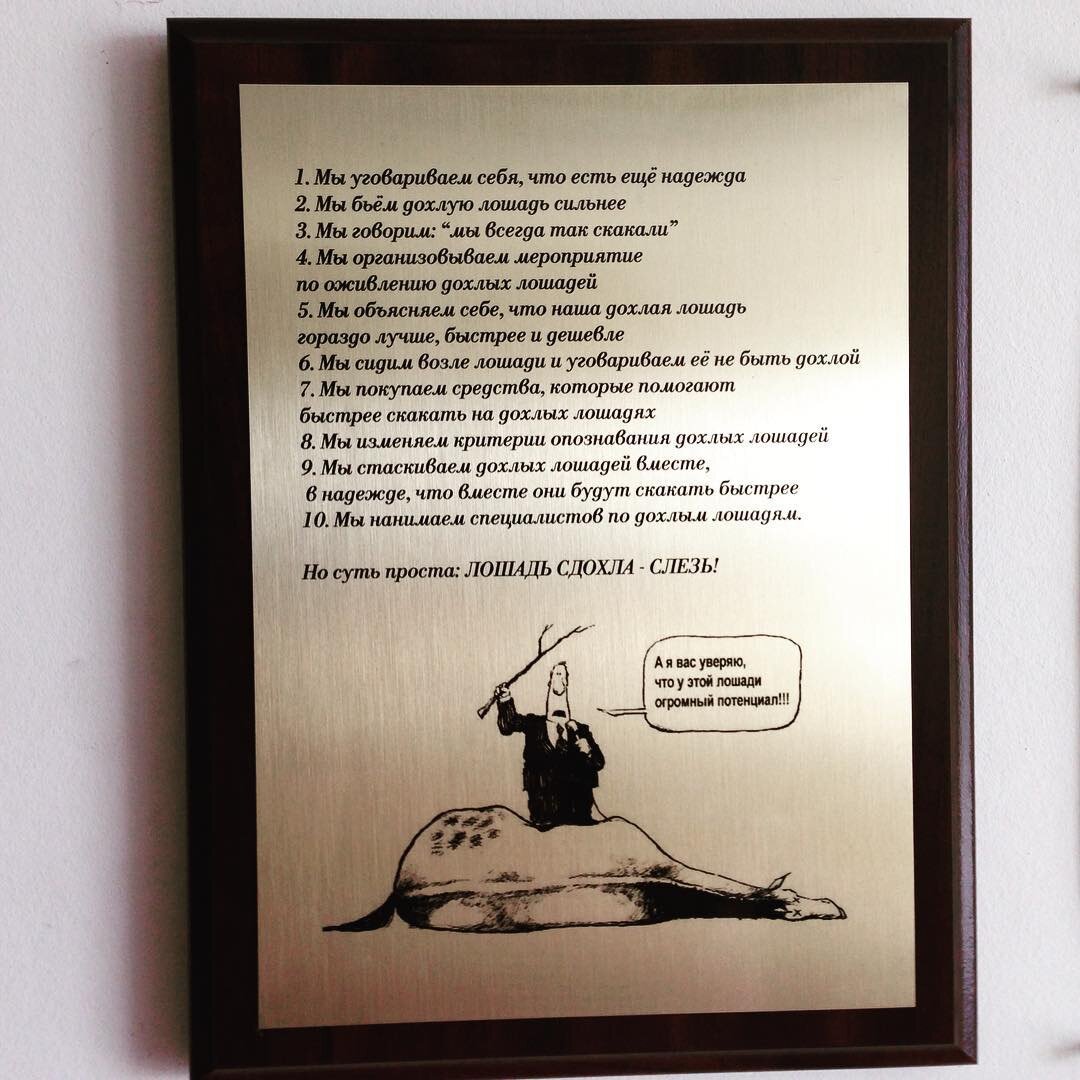 1. Мы уговариваем себя, что есть ещё надежда
2. Мы бьём дохлую лошадь сильнее
3. Мы говорим: “мы всегда так скакали”
4. Мы организовываем мероприятие
по оживлению дохлых лошадей
5. Мы объясняем себе, что наша дохлая лошадь
гораздо лучше, быстрее и дешевле
6. Мы сидим возле лошади и уговариваем её не быть дохлой
7. Мы покупаем средства, которые помогают
быстрее скакать на дохлых лошадях
8. Мы изменяем критерии опознавания дохлых лошадей
9. Мы стаскиваем дохлых лошадей вместе,
в надежде, что вместе они будут скакать быстрее
10. Мы нанимаем специалистов по дохлым лошадям.
Но суть проста: ЛОШАДЬ СДОХЛА - СЛЕЗЬ!
А я вас уверяю,
что у этой лошади
огромный потенциал!!!